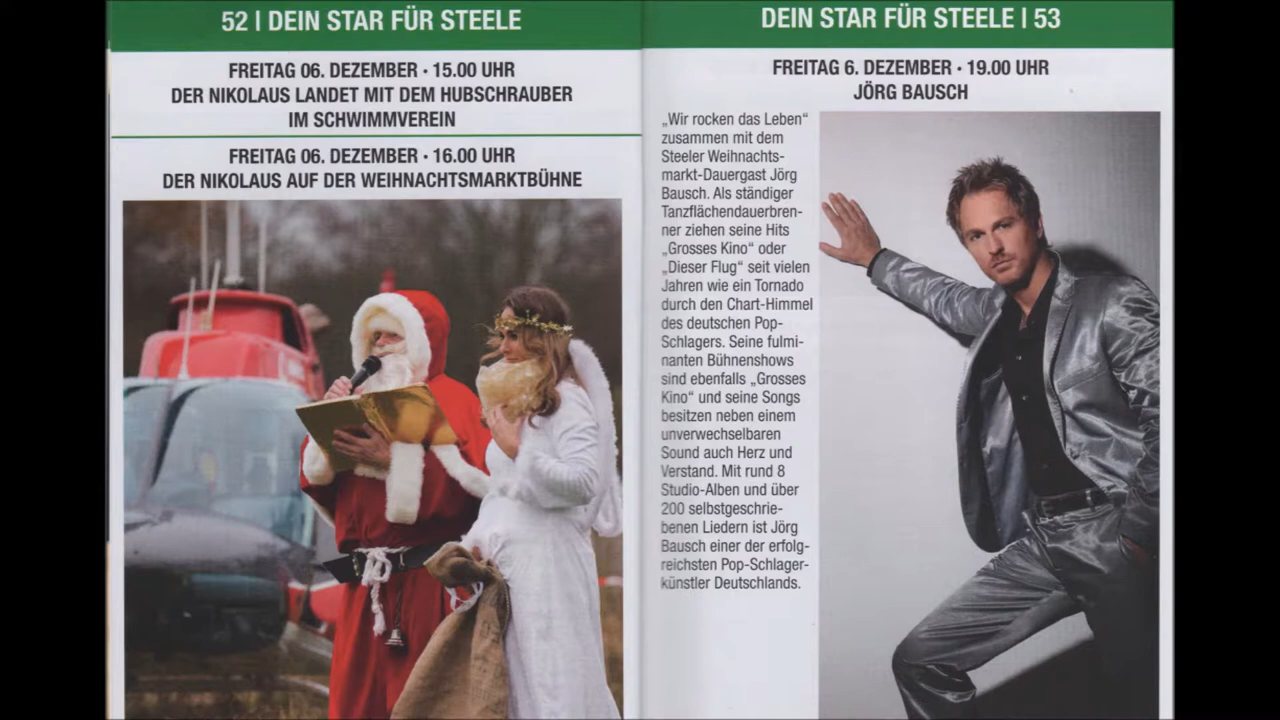 52 | DEIN STAR FÜR STEELE
FREITAG 06. DEZEMBER · 15.00 UHR
DER NIKOLAUS LANDET MIT DEM HUBSCHRAUBER
IM SCHWIMMVEREIN
FREITAG 06. DEZEMBER · 16.00 UHR
DER NIKOLAUS AUF DER WEIHNACHTSMARKTBÜHNE
DEIN STAR FÜR STEELE | 53
FREITAG 6. DEZEMBER · 19.00 UHR
JÖRG BAUSCH
„Wir rocken das Leben“
zusammen mit dem
Steeler Weihnachts-
markt-Dauergast Jörg
Bausch. Als ständiger
Tanzflächendauerbren-
ner ziehen seine Hits
„Grosses Kino“ oder
„Dieser Flug“ seit vielen
Jahren wie ein Tornado
durch den Chart-Himmel
des deutschen Pop-
Schlagers. Seine fulmi-
nanten Bühnenshows
sind ebenfalls „Grosses
Kino“ und seine Songs
besitzen neben einem
unverwechselbaren
Sound auch Herz und
Verstand. Mit rund 8
Studio-Alben und über
200 selbstgeschrie-
benen Liedern ist Jörg
Bausch einer der erfolg-
reichsten Pop-Schlager-
künstler Deutschlands.